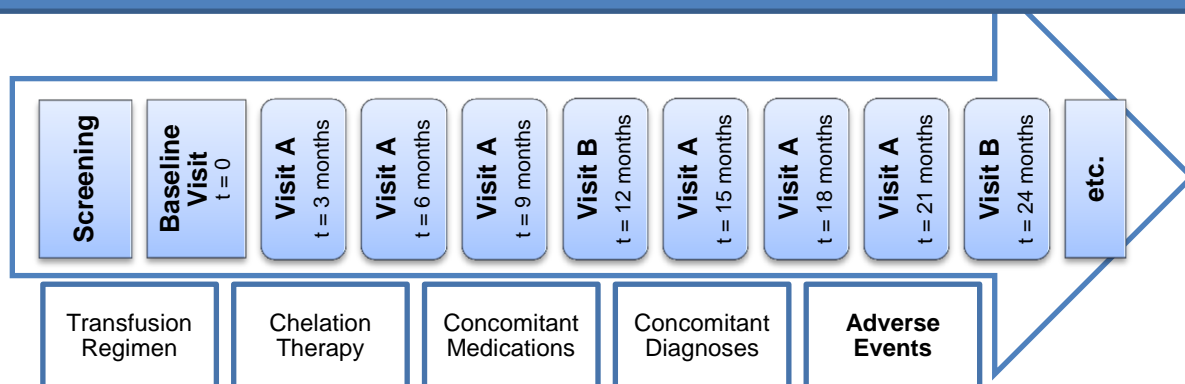 Screening
Baseline
Visit
t = 0
Visit A
t = 3 months
Visit A
t = 6 months
Visit A
t = 9 months
Visit B
t = 12 months
Visit A
t = 15 months
Visit A
t = 18 months
Visit A
t = 21 months
Visit B
t = 24 months
etc.
Transfusion
Regimen
Chelation
Therapy
Concomitant
Medications
Concomitant
Diagnoses
Adverse
Events